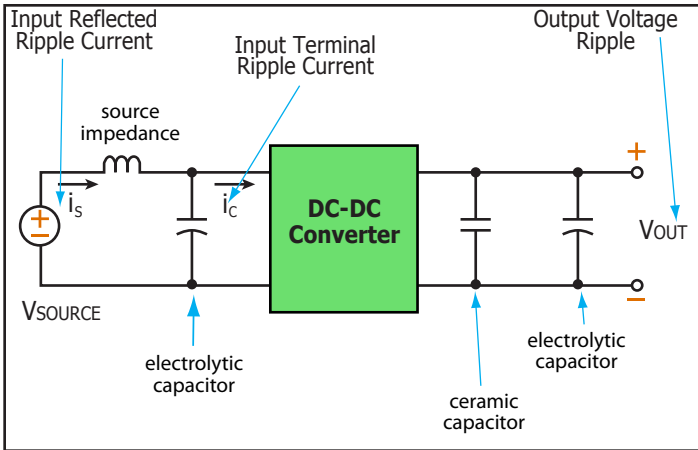 Input Reflected
Ripple Current
Input Terminal
Ripple Current
Output Voltage
Ripple
source
impedance
iS
iC
DC-DC
Converter
+
−
+
−
VOUT
VSOURCE
electrolytic
capacitor
ceramic
capacitor
electrolytic
capacitor